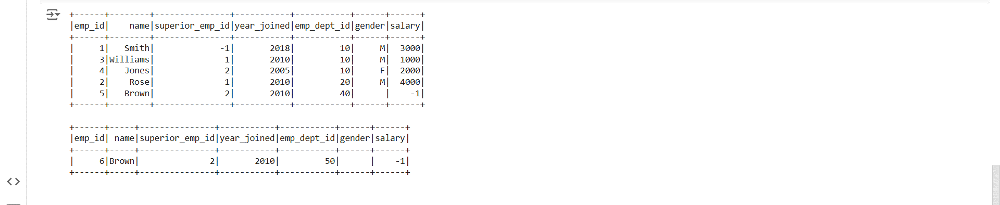 +------+--------+---------------+-----------+-----------+------+------+
|emp_id|    name|superior_emp_id|year_joined|emp_dept_id|gender|salary|
+------+--------+---------------+-----------+-----------+------+------+
|     1|   Smith|             -1|       2018|         10|     M|  3000|
|     3|Williams|              1|       2010|         10|     M|  1000|
|     4|   Jones|              2|       2005|         10|     F|  2000|
|     2|    Rose|              1|       2010|         20|     M|  4000|
|     5|   Brown|              2|       2010|         40|      |    -1|
+------+--------+---------------+-----------+-----------+------+------+
+------+-----+---------------+-----------+-----------+------+------+
|emp_id| name|superior_emp_id|year_joined|emp_dept_id|gender|salary|
+------+-----+---------------+-----------+-----------+------+------+
|     6|Brown|              2|       2010|         50|      |    -1|
+------+-----+---------------+-----------+-----------+------+------+